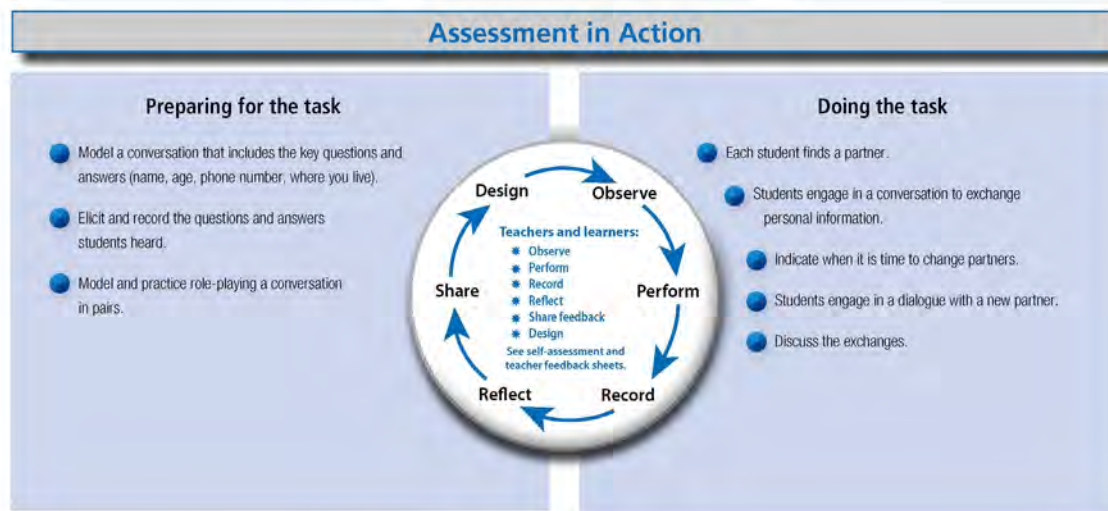 Assessment in Action
Preparing for the task
Model a conversation that includes the key questions and
answers (name, age, phone number, where you live).
Elicit and record the questions and answers
students heard.
Model and practice role-playing a conversation
in pairs.
Design
Observe
Perform
Record
Reflect
Share
Teachers and learners:
Observe
Perform
Record
Reflect
Share feedback
Design
See self-assessment and
teacher feedback sheets.
Doing the task
Each student finds a partner.
Students engage in a conversation to exchange
personal information.
Indicate when it is time to change partners.
Students engage in a dialogue with a new partner.
Discuss the exchanges.